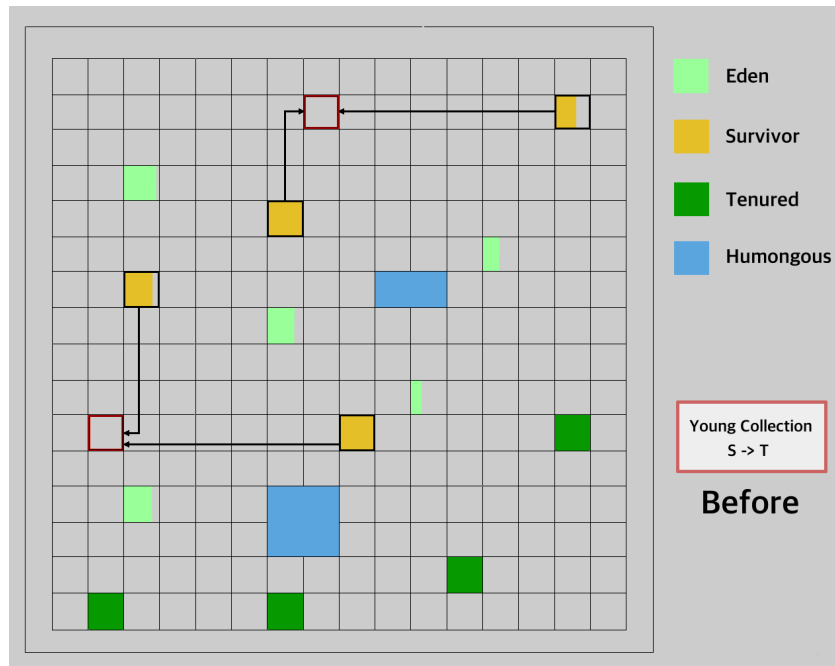 Eden
Survivor
Tenured
Humongous
Young Collection
S -> T
Before